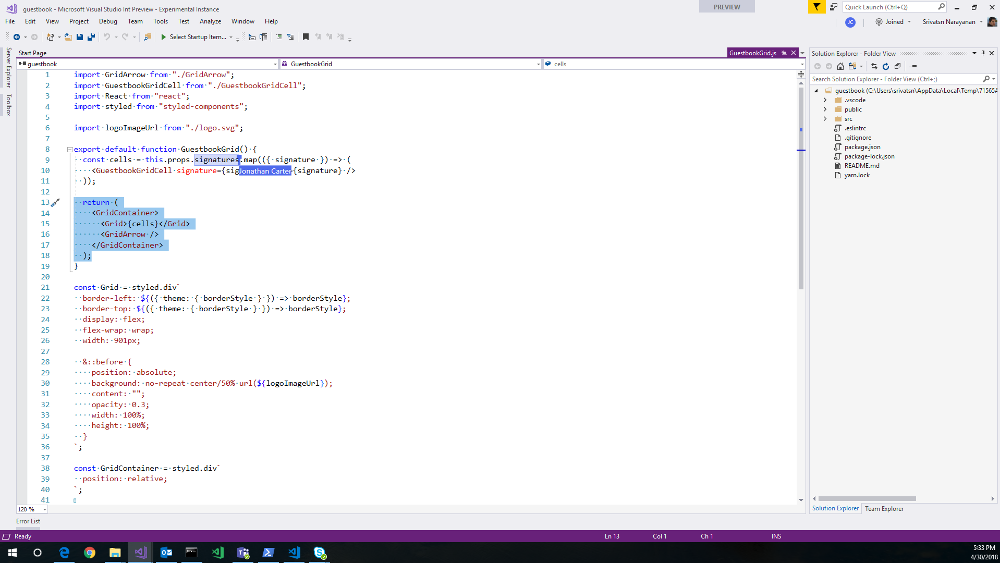 guestbook - Microsoft Visual Studio Int Preview - Experimental Instance
PREVIEW
Quick Launch (Ctrl+Q)
File Edit View Project Debug Team Tools Test Analyze Window Help
JC
Joined
Srivatsn Narayanan
Select Startup Item...
Server Explorer
Toolbox
Start Page
GuestbookGrid.js
guestbook
GuestbookGrid
cells
1 import GridArrow from "./GridArrow";
2 import GuestbookGridCell from "./GuestbookGridCell";
3 import React from "react";
4 import styled from "styled-components";
5
6 import logoImageUrl from "./logo.svg";
7
8 export default function GuestbookGrid() {
9 const cells = this.props.signatures.map(({ signature }) => (
10 <GuestbookGridCell signature={sig Jonathan Carter ={signature} />
11 ));
12
13 return (
14 <GridContainer>
15 <Grid>{cells}</Grid>
16 <GridArrow />
17 </GridContainer>
18 );
19 }
20
21 const Grid = styled.div`
22 border-left: ${({ theme: { borderStyle } }) => borderStyle};
23 border-top: ${({ theme: { borderStyle } }) => borderStyle};
24 display: flex;
25 flex-wrap: wrap;
26 width: 901px;
27
28 &::before {
29 position: absolute;
30 background: no-repeat center/50% url(${logoImageUrl});
31 content: "";
32 opacity: 0.3;
33 width: 100%;
34 height: 100%;
35 }
36 `;
37
38 const GridContainer = styled.div`
39 position: relative;
40 `;
41
120 %
Error List
Solution Explorer - Folder View
Search Solution Explorer - Folder View (Ctrl+;)
guestbook (C:\Users\srivatsn\AppData\Local\Temp\71565A
.vscode
public
src
.eslintrc
.gitignore
package.json
package-lock.json
README.md
yarn.lock
Solution Explorer
Team Explorer
Ready
Ln 13
Col 1
Ch 1
INS
5:33 PM
4/30/2018